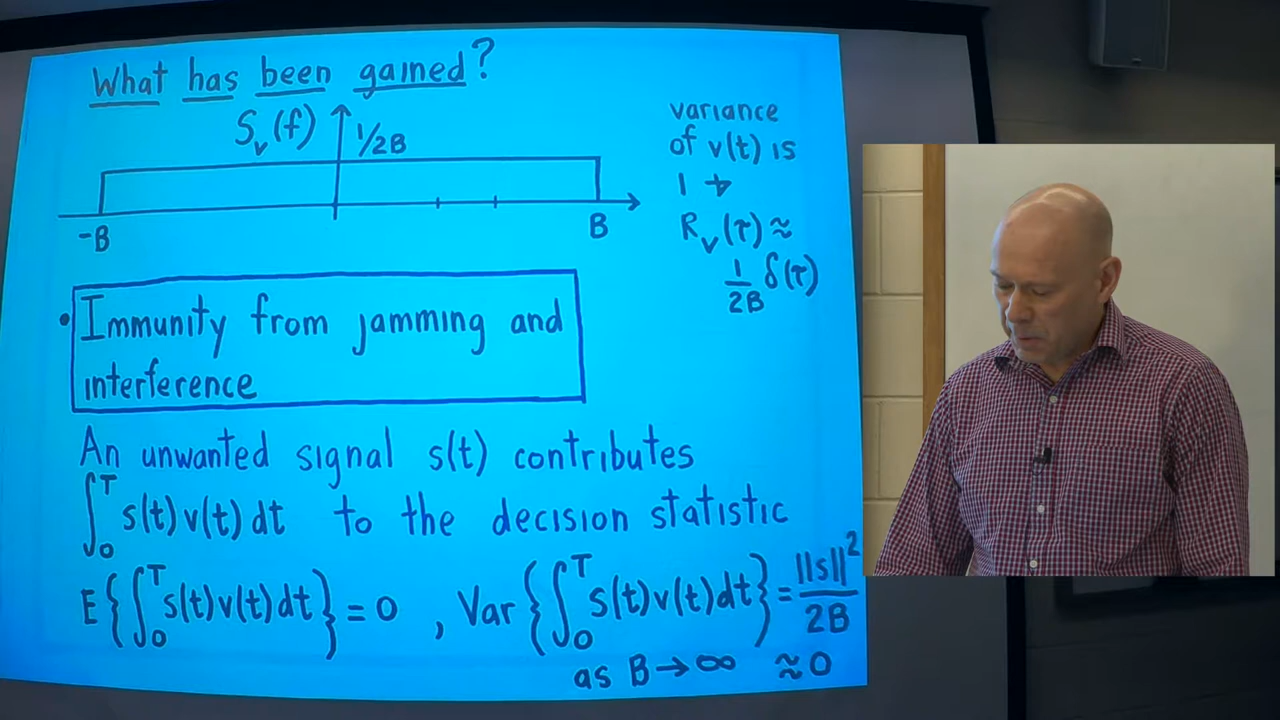 What has been gained?
S_v(f)
1/2B
-B
B
variance
of v(t) is
1 +
R_v(τ) ≈
1/2B δ(τ)
• Immunity from jamming and
interference
An unwanted signal s(t) contributes
∫_0^T s(t)v(t) dt to the decision statistic
E{∫_0^T s(t)v(t)dt} = 0 , Var{∫_0^T s(t)v(t)dt} = ||s||²/2B
as B → ∞ ≈ 0